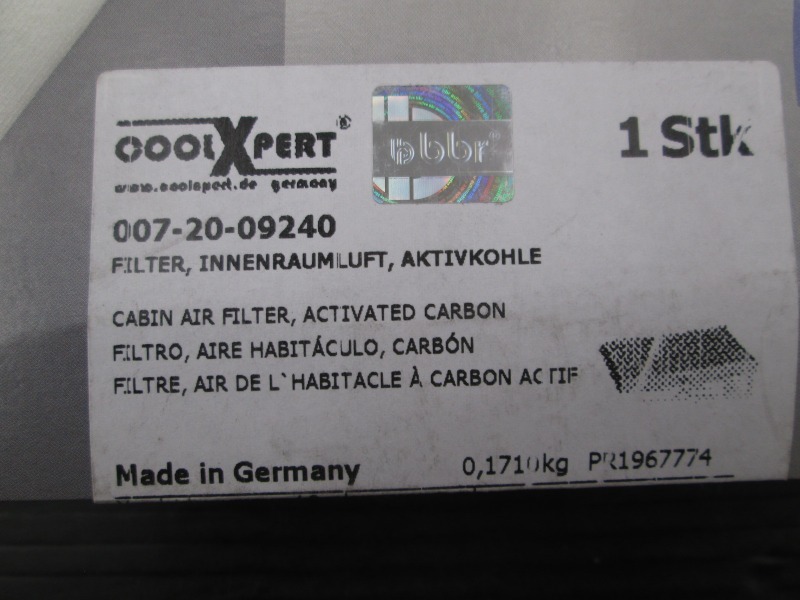 COOLXPERT®
www.coolxpert.de germany
bbr®
1 Stk
007-20-09240
FILTER, INNENRAUMLUFT, AKTIVKOHLE
CABIN AIR FILTER, ACTIVATED CARBON
FILTRO, AIRE HABITÁCULO, CARBÓN
FILTRE, AIR DE L`HABITACLE À CARBON ACTIF
Made in Germany
0,1710kg PR1967774